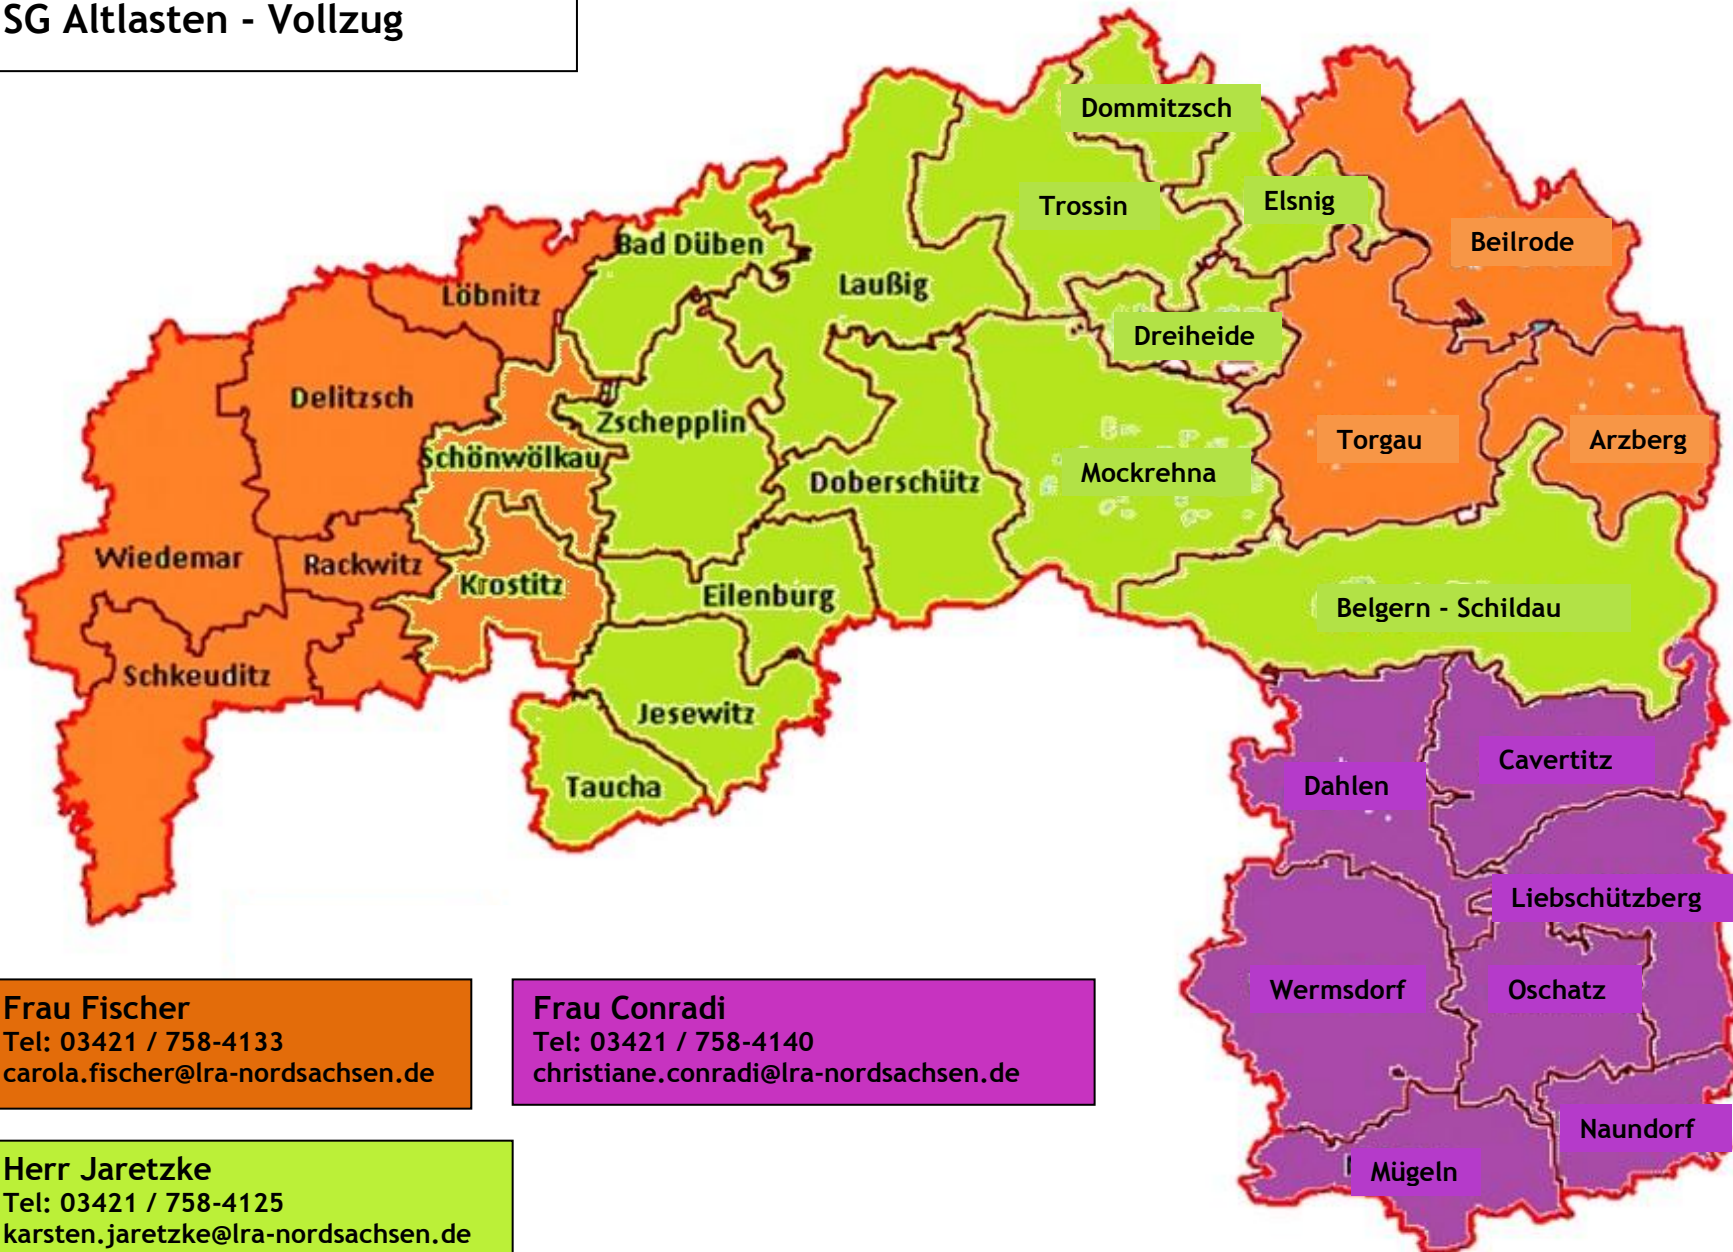 SG Altlasten - Vollzug
Dommitzsch
Trossin
Elsnig
Beilrode
Bad Düben
Löbnitz
Laußig
Dreiheide
Delitzsch
Zschepplin
Torgau
Arzberg
Schönwölkau
Mockrehna
Doberschütz
Wiedemar
Rackwitz
Krostitz
Eilenburg
Belgern - Schildau
Schkeuditz
Jesewitz
Taucha
Cavertitz
Dahlen
Liebschützberg
Wermsdorf
Oschatz
Naundorf
Mügeln
Frau Fischer
Tel: 03421 / 758-4133
carola.fischer@lra-nordsachsen.de
Frau Conradi
Tel: 03421 / 758-4140
christiane.conradi@lra-nordsachsen.de
Herr Jaretzke
Tel: 03421 / 758-4125
karsten.jaretzke@lra-nordsachsen.de